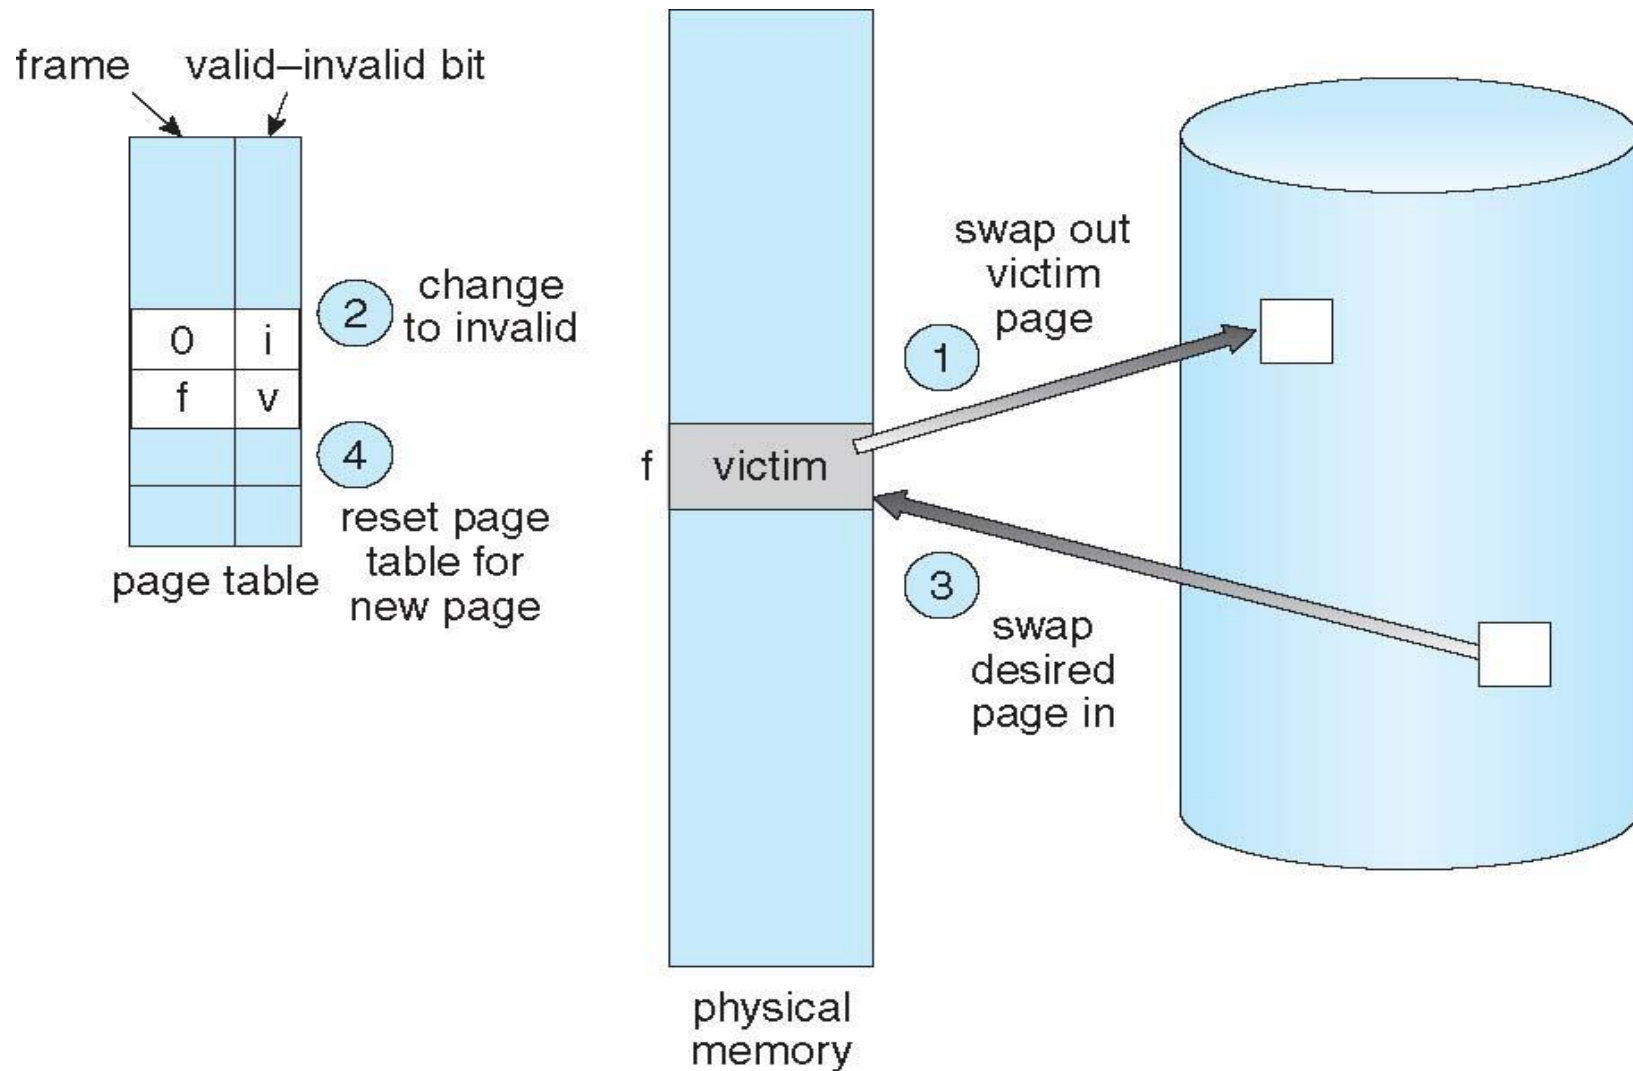 frame
valid–invalid bit
0 i
f v
2
change
to invalid
4
reset page
table for
new page
page table
f
victim
physical
memory
1
swap out
victim
page
3
swap
desired
page in